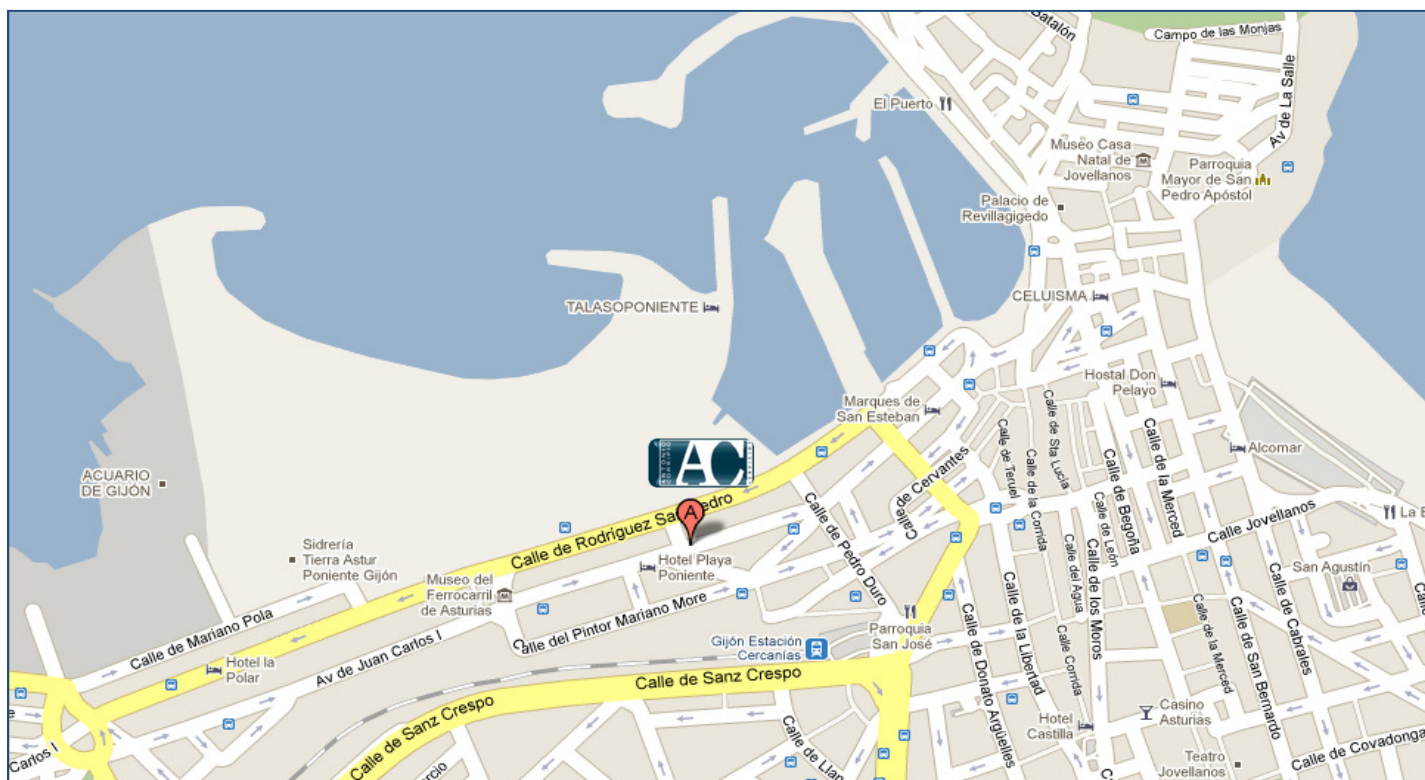 Batalón
Campo de las Monjas
Av de La Salle
El Puerto
Museo Casa
Natal de
Jovellanos
Parroquia
Mayor de San
Pedro Apóstol
Palacio de
Revillagigedo
TALASOPONIENTE
CELUISMA
Hostal Don
Pelayo
Marques de
San Esteban
Alcomar
AC
ACUARIO
DE GIJÓN
A
Calle de Rodríguez San Pedro
Calle de Cervantes
Calle de Teruel
Calle de Sta Lucía
Calle de la Corrida
Calle de León
Calle de Begoña
Calle de la Merced
Calle Jovellanos
La B
Sidrería
Tierra Astur
Poniente Gijón
Museo del
Ferrocarril
de Asturias
Hotel Playa
Poniente
Calle de Pedro Duro
Calle del Agua
Calle de los Moros
San Agustín
Calle de Mariano Pola
Av de Juan Carlos I
Calle del Pintor Mariano More
Gijón Estación
Cercanías
Parroquia
San José
Calle de Donato Argüelles
Calle de la Libertad
Calle Corrida
Calle de la Merced
Calle de San Bernardo
Calle de Cabrales
Hotel la
Polar
Calle de Sanz Crespo
Calle de Sanz Crespo
Carlos I
Hotel
Castilla
Casino
Asturias
Teatro
Jovellanos
Calle de Covadonga
ercio
Calle de Llan